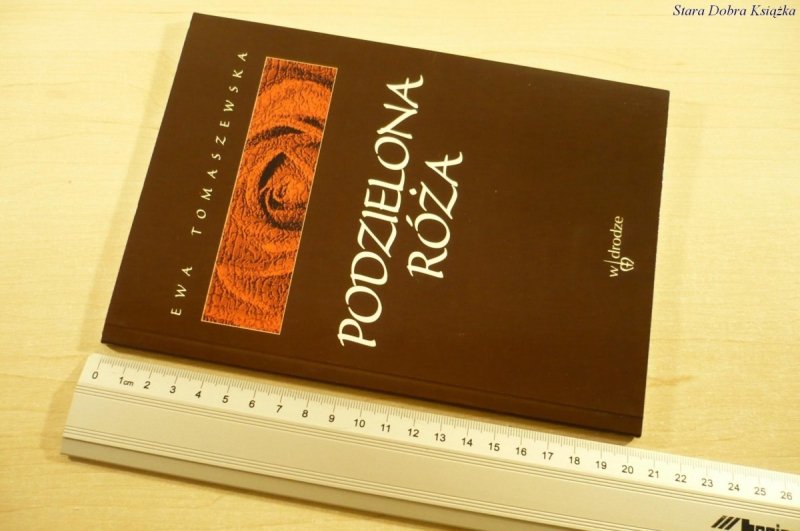 Stara Dobra Książka
EWA TOMASZEWSKA
PODZIELONA
RÓŻA
w drodze
0 1cm 2 3 4 5 6 7 8 9 10 11 12 13 14 15 16 17 18 19 20 21 22 23 24 25 26